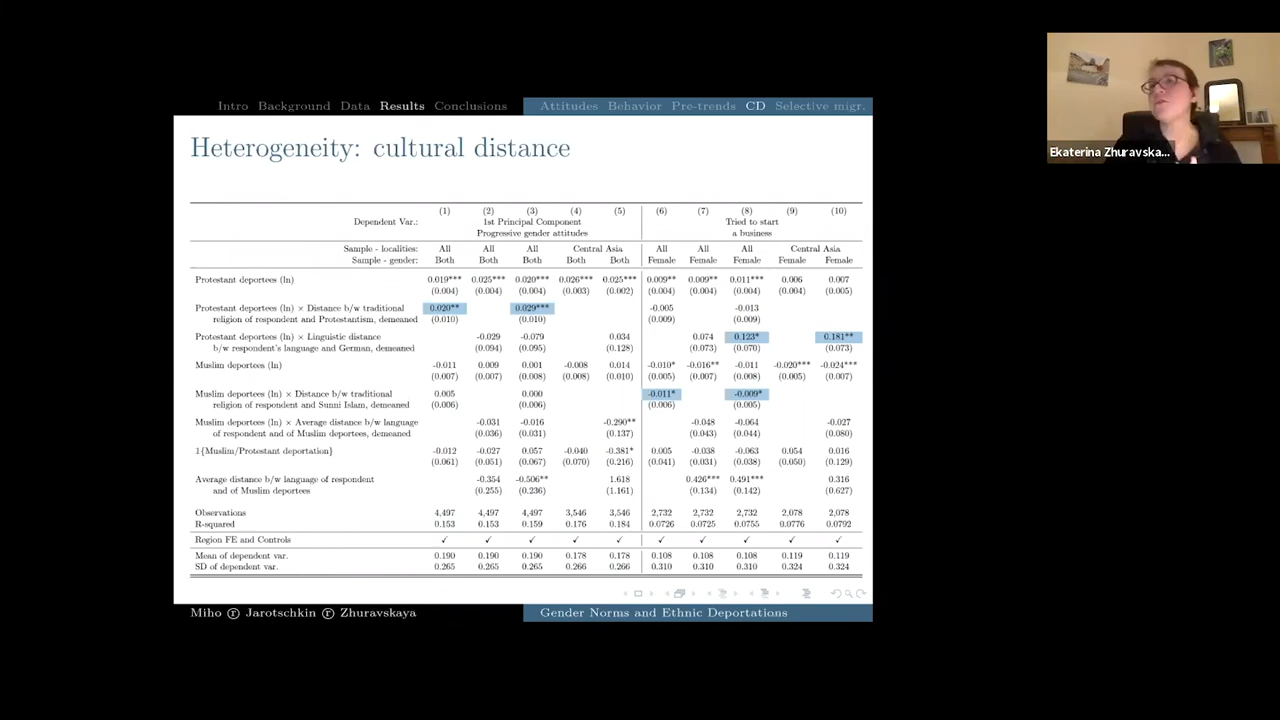 Intro Background Data Results Conclusions Attitudes Behavior Pre-trends CD Selective migr.
Ekaterina Zhuravska...
Heterogeneity: cultural distance
(1) (2) (3) (4) (5) (6) (7) (8) (9) (10)
Dependent Var.: 1st Principal Component Tried to start
Progressive gender attitudes a business
Sample - localities: All All All Central Asia All All All Central Asia
Sample - gender: Both Both Both Both Both Female Female Female Female Female
Protestant deportees (ln) 0.019*** 0.025*** 0.020*** 0.026*** 0.025*** 0.009** 0.009** 0.011*** 0.006 0.007
(0.004) (0.004) (0.004) (0.003) (0.002) (0.004) (0.004) (0.004) (0.004) (0.005)
Protestant deportees (ln) × Distance b/w traditional 0.020** 0.029*** -0.005 -0.013
religion of respondent and Protestantism, demeaned (0.010) (0.010) (0.009) (0.009)
Protestant deportees (ln) × Linguistic distance -0.029 -0.079 0.034 0.074 0.123* 0.181**
b/w respondent's language and German, demeaned (0.094) (0.095) (0.128) (0.073) (0.070) (0.073)
Muslim deportees (ln) -0.011 0.009 0.001 -0.008 0.014 -0.010* -0.016** -0.011 -0.020*** -0.024***
(0.007) (0.007) (0.008) (0.008) (0.010) (0.005) (0.007) (0.008) (0.005) (0.007)
Muslim deportees (ln) × Distance b/w traditional 0.005 0.000 -0.011* -0.009*
religion of respondent and Sunni Islam, demeaned (0.006) (0.006) (0.006) (0.005)
Muslim deportees (ln) × Average distance b/w language -0.031 -0.016 -0.290** -0.048 -0.064 -0.027
of respondent and of Muslim deportees, demeaned (0.036) (0.031) (0.137) (0.043) (0.044) (0.080)
1{Muslim/Protestant deportation} -0.012 -0.027 0.057 -0.040 -0.381* 0.005 -0.038 -0.063 0.054 0.016
(0.061) (0.051) (0.067) (0.070) (0.216) (0.041) (0.031) (0.038) (0.050) (0.129)
Average distance b/w language of respondent -0.354 -0.506** 1.618 0.426*** 0.491*** 0.316
and of Muslim deportees (0.255) (0.236) (1.161) (0.134) (0.142) (0.627)
Observations 4,497 4,497 4,497 3,546 3,546 2,732 2,732 2,732 2,078 2,078
R-squared 0.153 0.153 0.159 0.176 0.184 0.0726 0.0725 0.0755 0.0776 0.0792
Region FE and Controls ✓ ✓ ✓ ✓ ✓ ✓ ✓ ✓ ✓ ✓
Mean of dependent var. 0.190 0.190 0.190 0.178 0.178 0.108 0.108 0.108 0.119 0.119
SD of dependent var. 0.265 0.265 0.265 0.266 0.266 0.310 0.310 0.310 0.324 0.324
Miho ⓡ Jarotschkin ⓡ Zhuravskaya Gender Norms and Ethnic Deportations